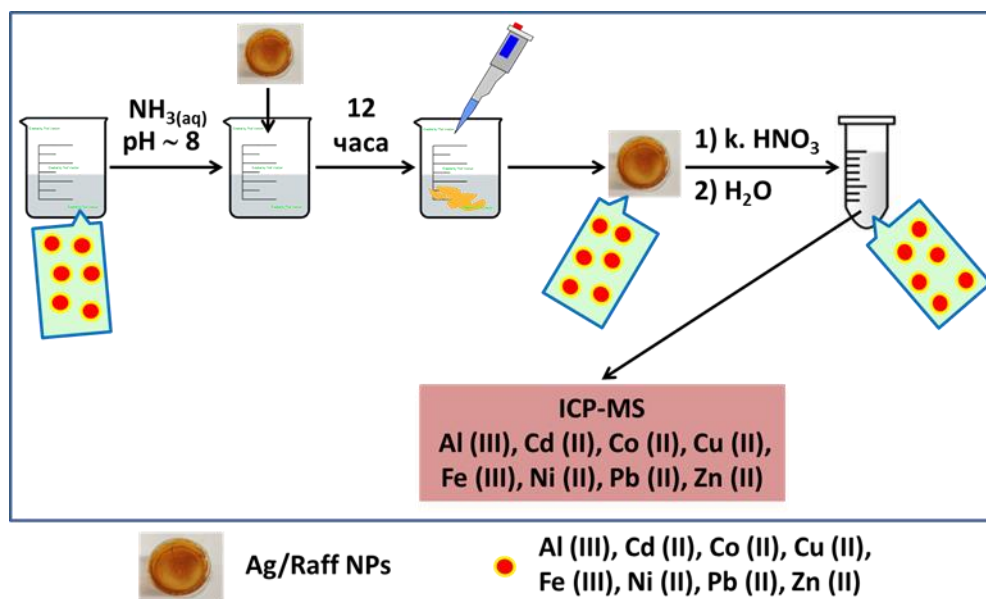 NH3(aq)
pH ~ 8
12
часа
1) k. HNO3
2) H2O
ICP-MS
Al (III), Cd (II), Co (II), Cu (II),
Fe (III), Ni (II), Pb (II), Zn (II)
Ag/Raff NPs
Al (III), Cd (II), Co (II), Cu (II),
Fe (III), Ni (II), Pb (II), Zn (II)